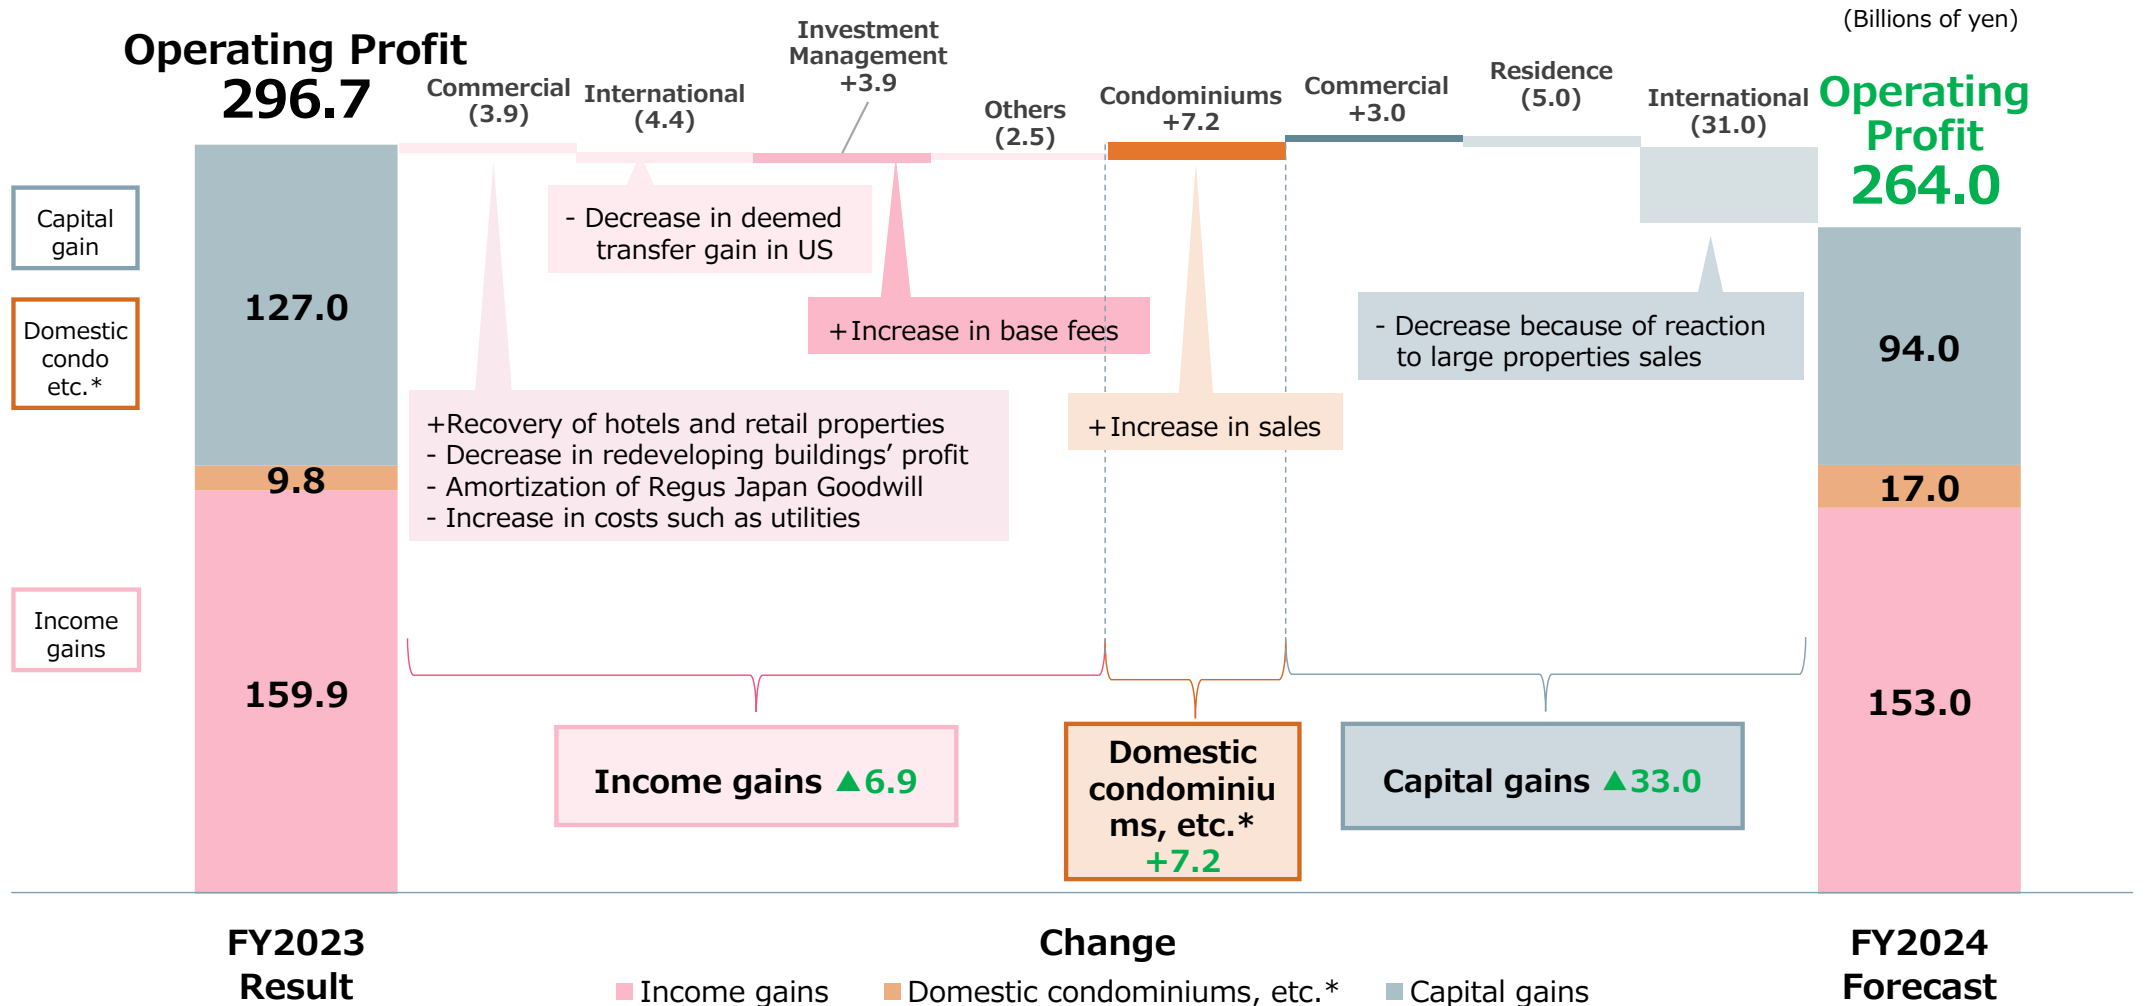 (Billions of yen)
Operating Profit
296.7
Commercial
(3.9)
International
(4.4)
Investment
Management
+3.9
Others
(2.5)
Condominiums
+7.2
Commercial
+3.0
Residence
(5.0)
International
(31.0)
Operating
Profit
264.0
Capital
gain
Domestic
condo
etc.*
Income
gains
127.0
9.8
159.9
- Decrease in deemed
transfer gain in US
+Increase in base fees
+Recovery of hotels and retail properties
- Decrease in redeveloping buildings’ profit
- Amortization of Regus Japan Goodwill
- Increase in costs such as utilities
+Increase in sales
- Decrease because of reaction
to large properties sales
94.0
17.0
153.0
Income gains ▲6.9
Domestic
condominiu
ms, etc.*
+7.2
Capital gains ▲33.0
FY2023
Result
Change
FY2024
Forecast
Income gains
Domestic condominiums, etc.*
Capital gains